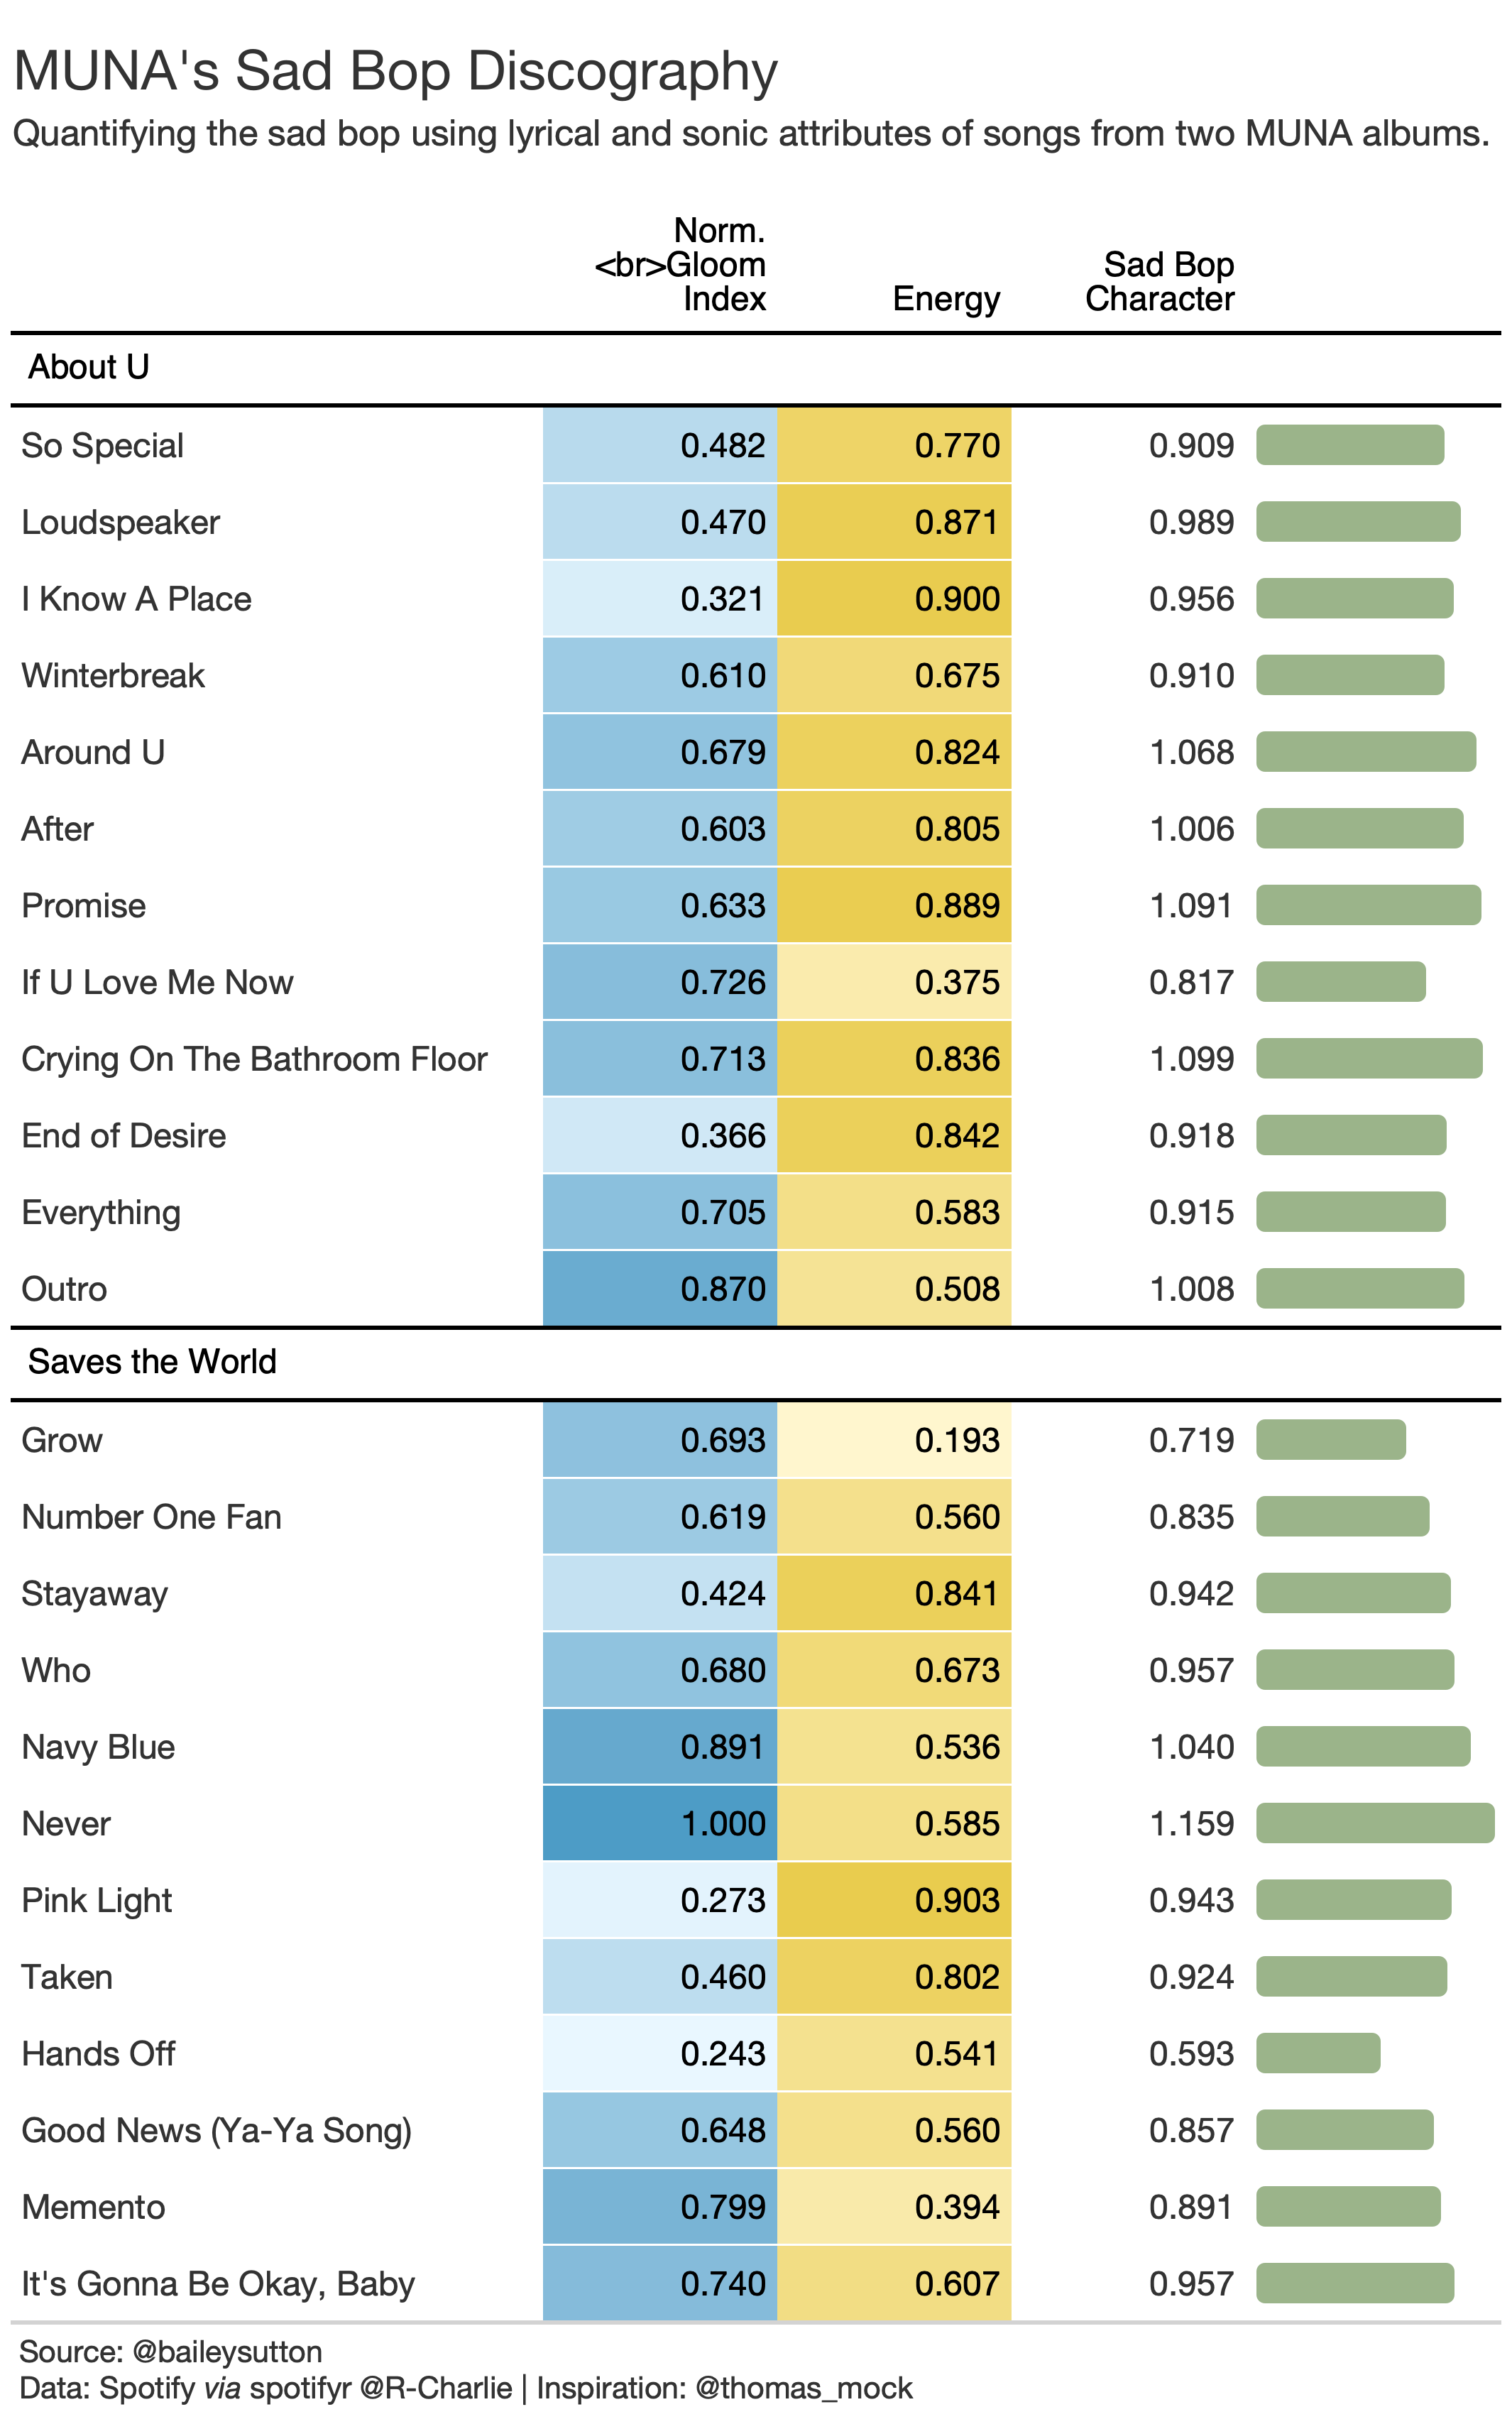 MUNA's Sad Bop Discography
Quantifying the sad bop using lyrical and sonic attributes of songs from two MUNA albums.
Norm.
<br>Gloom
Index
Energy
Sad Bop
Character
About U
So Special 0.482 0.770 0.909
Loudspeaker 0.470 0.871 0.989
I Know A Place 0.321 0.900 0.956
Winterbreak 0.610 0.675 0.910
Around U 0.679 0.824 1.068
After 0.603 0.805 1.006
Promise 0.633 0.889 1.091
If U Love Me Now 0.726 0.375 0.817
Crying On The Bathroom Floor 0.713 0.836 1.099
End of Desire 0.366 0.842 0.918
Everything 0.705 0.583 0.915
Outro 0.870 0.508 1.008
Saves the World
Grow 0.693 0.193 0.719
Number One Fan 0.619 0.560 0.835
Stayaway 0.424 0.841 0.942
Who 0.680 0.673 0.957
Navy Blue 0.891 0.536 1.040
Never 1.000 0.585 1.159
Pink Light 0.273 0.903 0.943
Taken 0.460 0.802 0.924
Hands Off 0.243 0.541 0.593
Good News (Ya-Ya Song) 0.648 0.560 0.857
Memento 0.799 0.394 0.891
It's Gonna Be Okay, Baby 0.740 0.607 0.957
Source: @baileysutton
Data: Spotify via spotifyr @R-Charlie | Inspiration: @thomas_mock